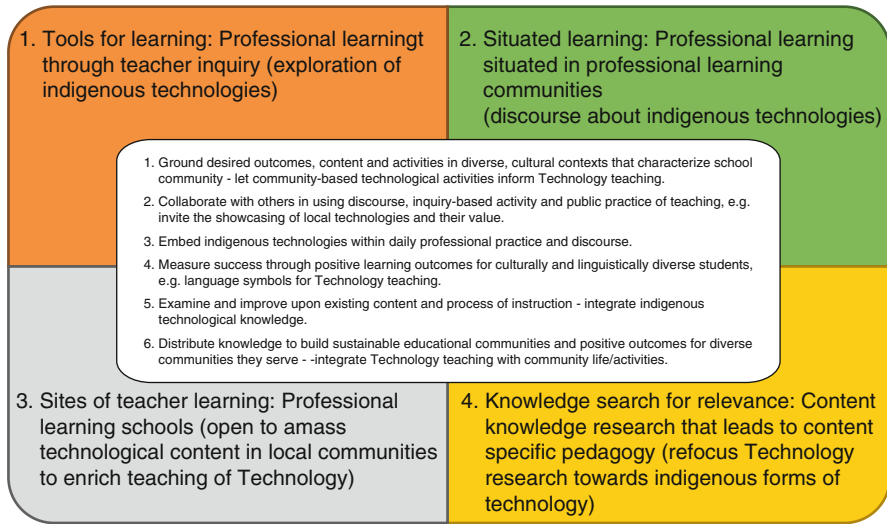 1. Tools for learning: Professional learningt
through teacher inquiry (exploration of
indigenous technologies)
2. Situated learning: Professional learning
situated in professional learning
communities
(discourse about indigenous technologies)
1. Ground desired outcomes, content and activities in diverse, cultural contexts that characterize school
community - let community-based technological activities inform Technology teaching.
2. Collaborate with others in using discourse, inquiry-based activity and public practice of teaching, e.g.
invite the showcasing of local technologies and their value.
3. Embed indigenous technologies within daily professional practice and discourse.
4. Measure success through positive learning outcomes for culturally and linguistically diverse students,
e.g. language symbols for Technology teaching.
5. Examine and improve upon existing content and process of instruction - integrate indigenous
technological knowledge.
6. Distribute knowledge to build sustainable educational communities and positive outcomes for diverse
communities they serve - -integrate Technology teaching with community life/activities.
3. Sites of teacher learning: Professional
learning schools (open to amass
technological content in local communities
to enrich teaching of Technology)
4. Knowledge search for relevance: Content
knowledge research that leads to content
specific pedagogy (refocus Technology
research towards indigenous forms of
technology)